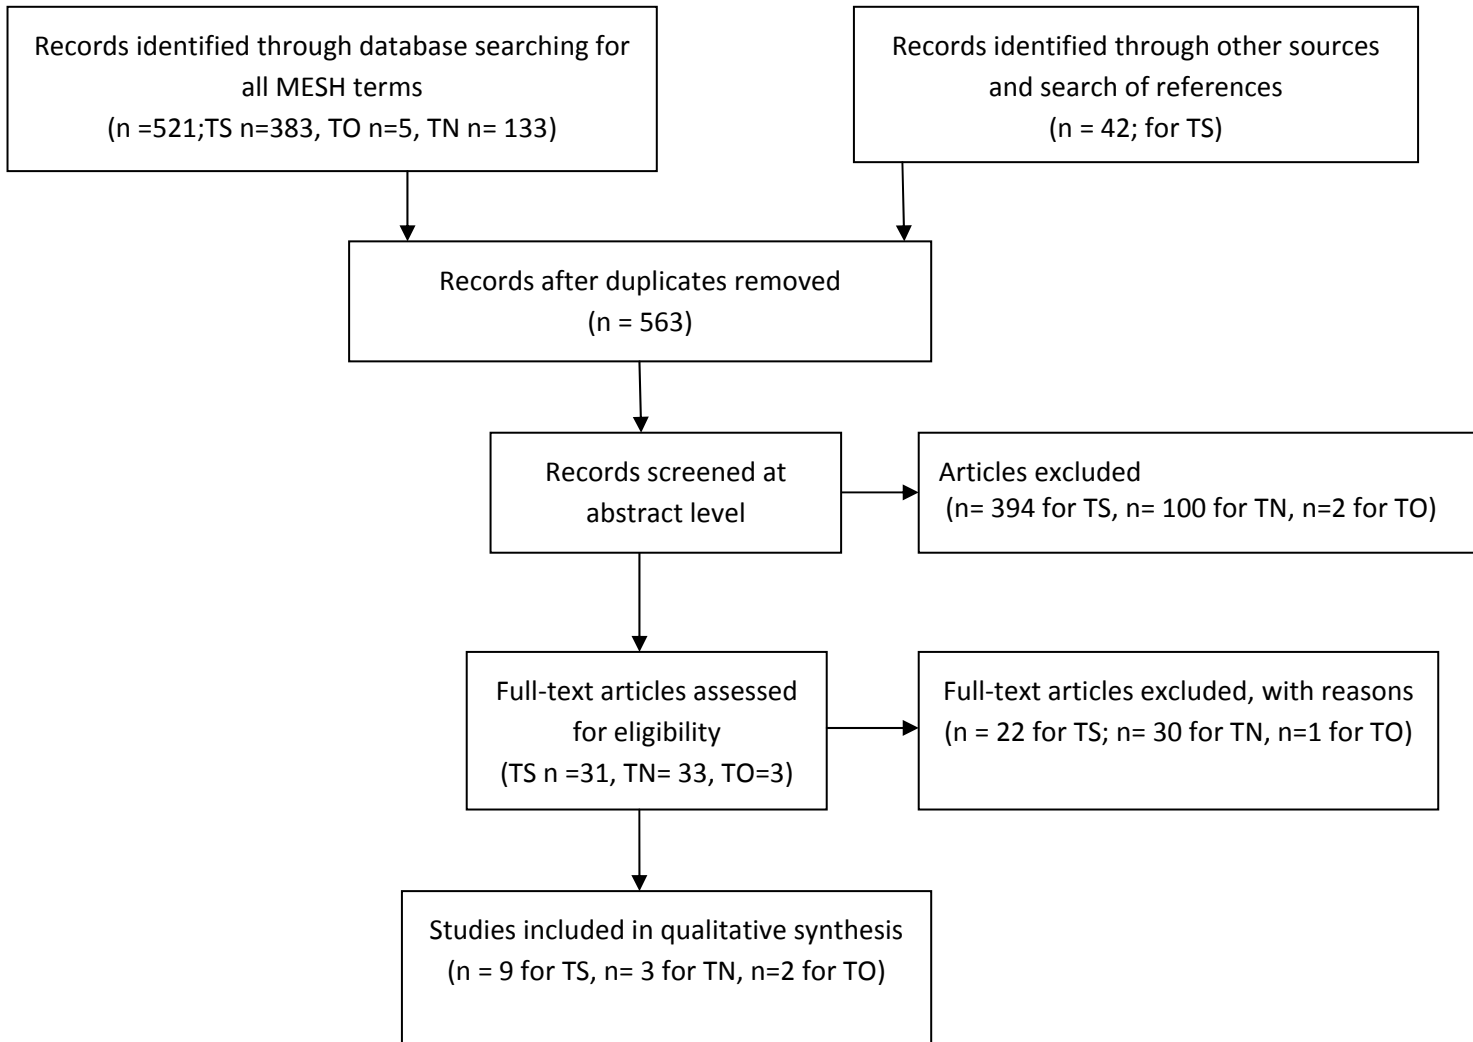 Records identified through database searching for
all MESH terms
(n =521;TS n=383, TO n=5, TN n= 133)
Records identified through other sources
and search of references
(n = 42; for TS)
Records after duplicates removed
(n = 563)
Records screened at
abstract level
Articles excluded
(n= 394 for TS, n= 100 for TN, n=2 for TO)
Full-text articles assessed
for eligibility
(TS n =31, TN= 33, TO=3)
Full-text articles excluded, with reasons
(n = 22 for TS; n= 30 for TN, n=1 for TO)
Studies included in qualitative synthesis
(n = 9 for TS, n= 3 for TN, n=2 for TO)